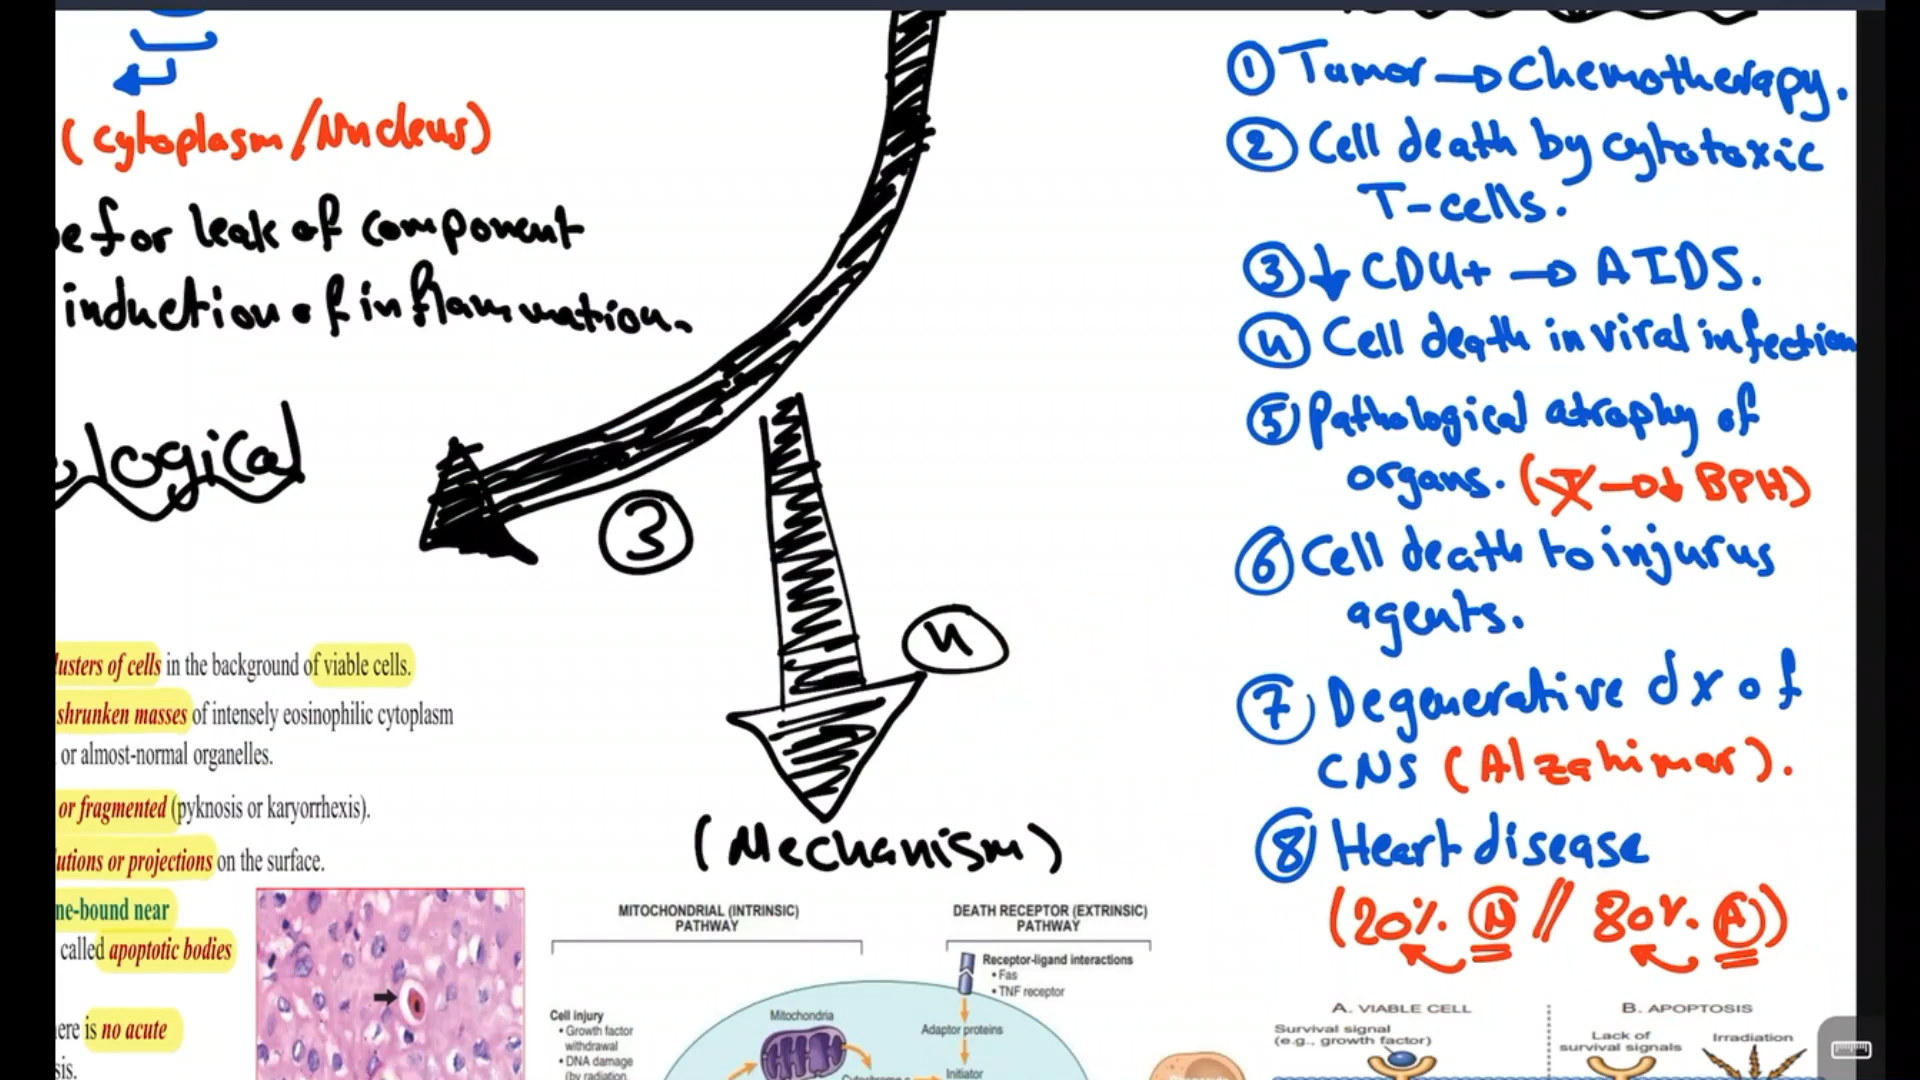 (cytoplasm/Nucleus)
for leak of component
induction of inflammation.
ological
3
4
(Mechanism)
① Tumor → Chemotherapy.
② Cell death by cytotoxic
T-cells.
③ ↓ CD4+ → AIDS.
④ Cell death in viral infection
⑤ Pathological atrophy of
organs. (T → ↓ BPH)
⑥ Cell death to injurus
agents.
⑦ Degenerative dx of
CNS (Alzahimar).
⑧ Heart disease
(20% N // 80% A)
lusters of cells in the background of viable cells.
shrunken masses of intensely eosinophilic cytoplasm
or almost-normal organelles.
or fragmented (pyknosis or karyorrhexis).
utions or projections on the surface.
ne-bound near
called apoptotic bodies
ere is no acute
sis.
MITOCHONDRIAL (INTRINSIC)
PATHWAY
DEATH RECEPTOR (EXTRINSIC)
PATHWAY
Receptor-ligand interactions
• Fas
• TNF receptor
Cell injury
• Growth factor
withdrawal
• DNA damage
(by radiation,
Mitochondria
Adaptor proteins
Initiator
A. VIABLE CELL
Survival signal
(e.g., growth factor)
B. APOPTOSIS
Lack of
survival signals
Irradiation